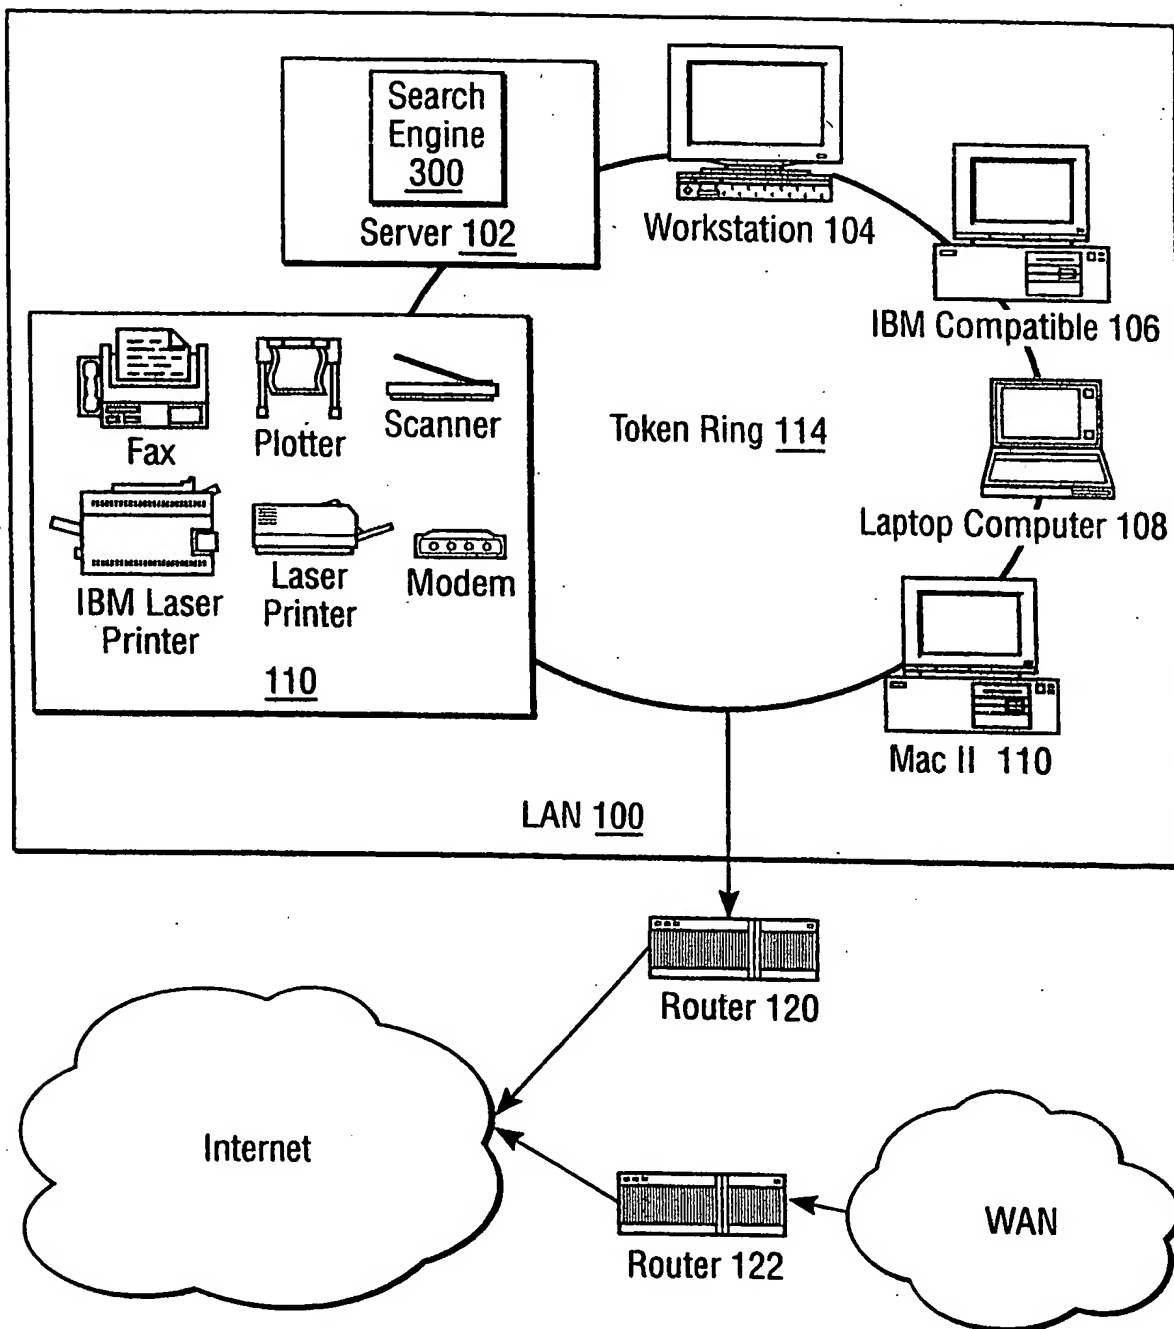 Search
Engine
300
Server 102
Workstation 104
IBM Compatible 106
Fax
Plotter
Scanner
Token Ring 114
Laptop Computer 108
IBM Laser
Printer
Laser
Printer
Modem
110
Mac II 110
LAN 100
Router 120
Internet
Router 122
WAN